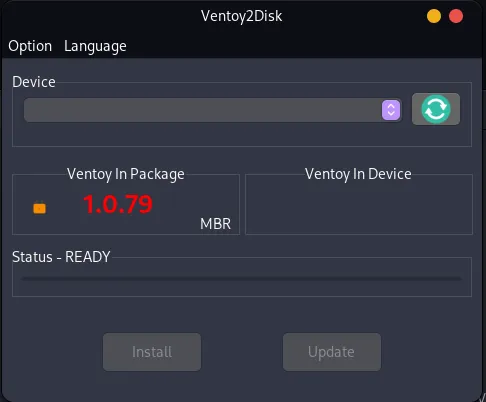 Ventoy2Disk
Option Language
Device
Ventoy In Package
Ventoy In Device
1.0.79
MBR
Status - READY
Install
Update